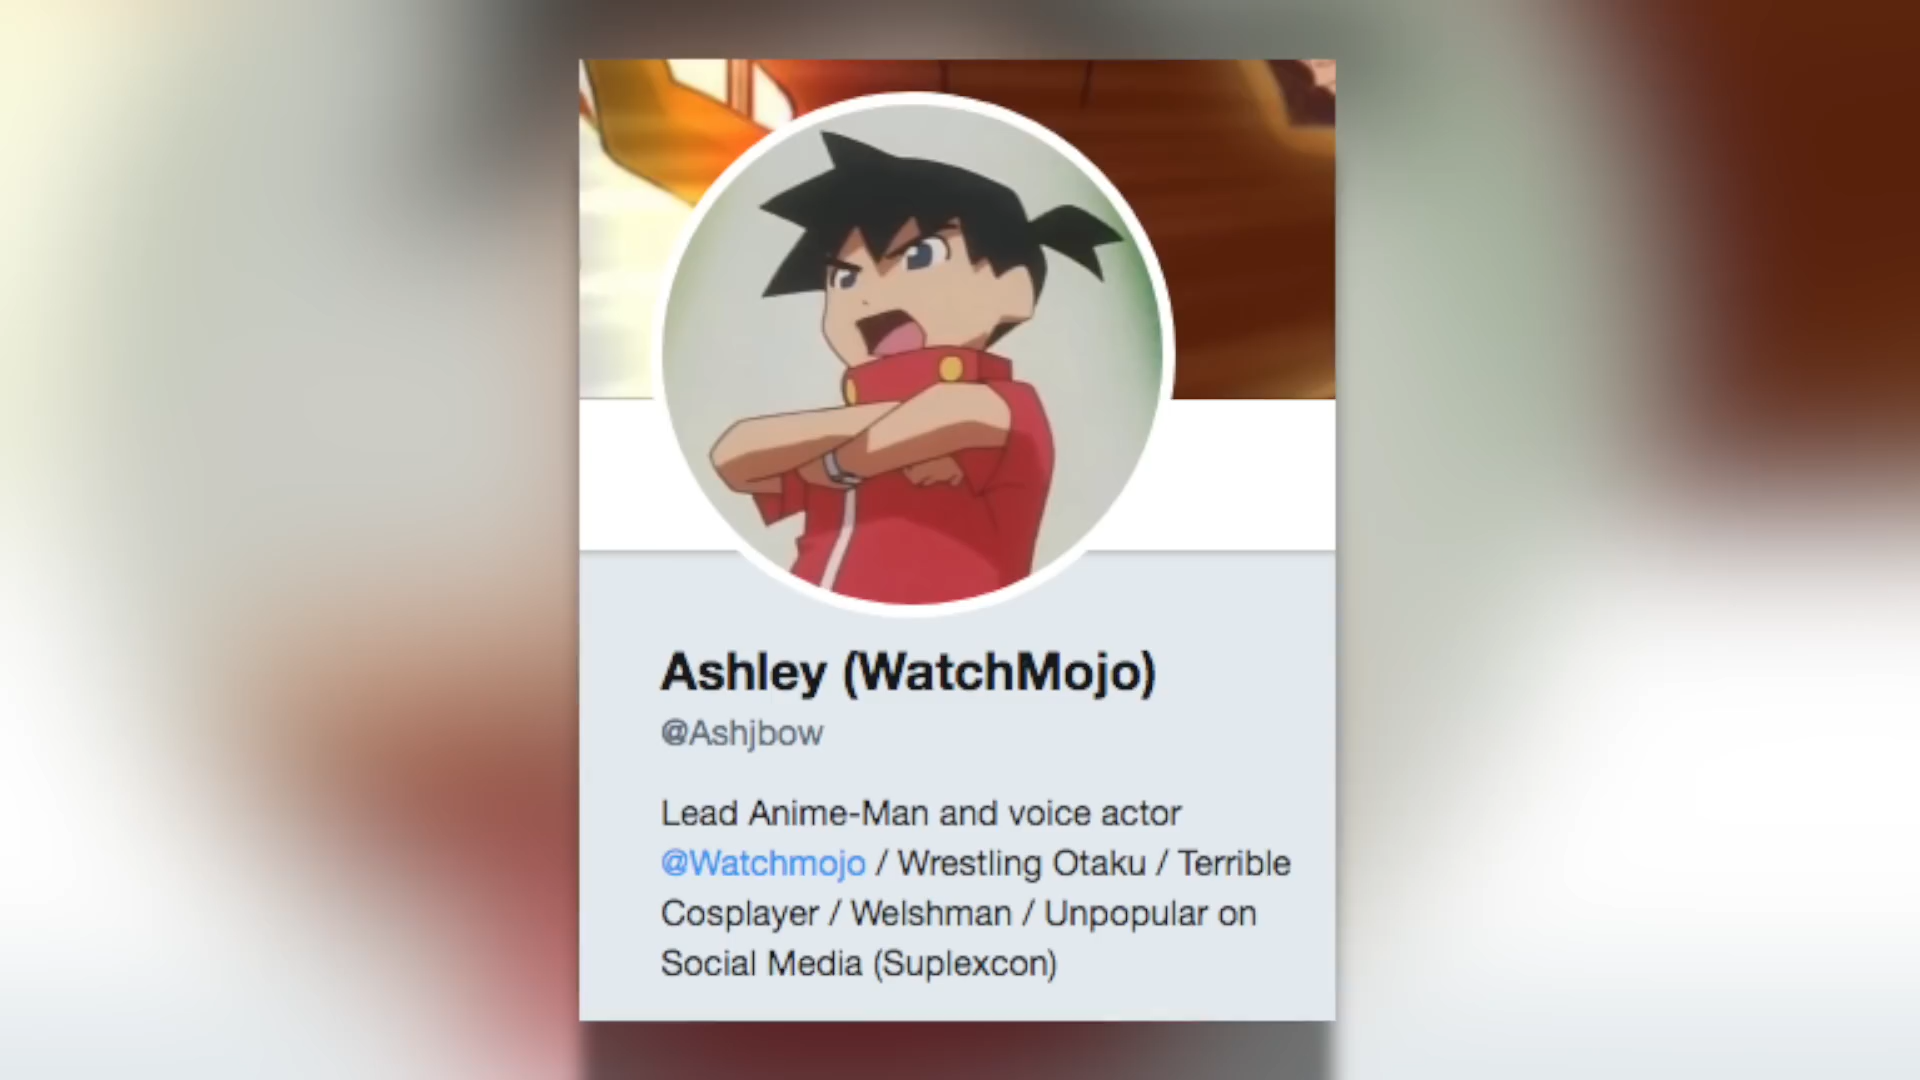 Ashley (WatchMojo)
@Ashjbow
Lead Anime-Man and voice actor
@Watchmojo / Wrestling Otaku / Terrible
Cosplayer / Welshman / Unpopular on
Social Media (Suplexcon)